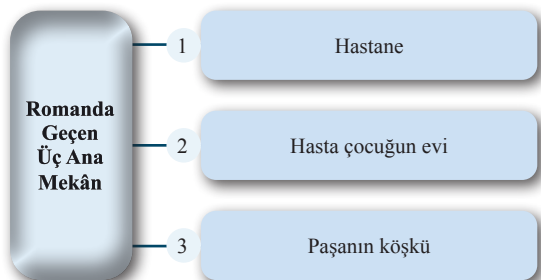 Romanda
Geçen
Üç Ana
Mekân
1
Hastane
2
Hasta çocuğun evi
3
Paşanın köşkü